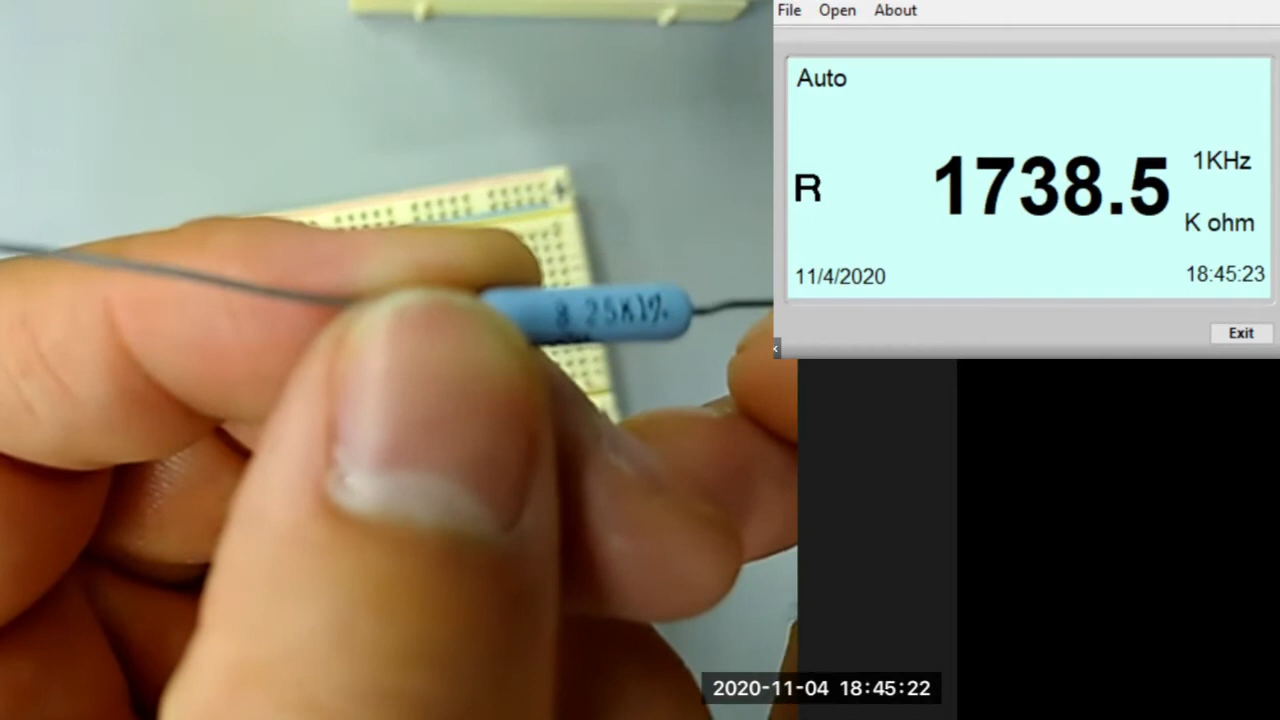 File Open About
Auto
R 1738.5 1KHz
K ohm
11/4/2020 18:45:23
Exit
8 25K1%
2020-11-04 18:45:22